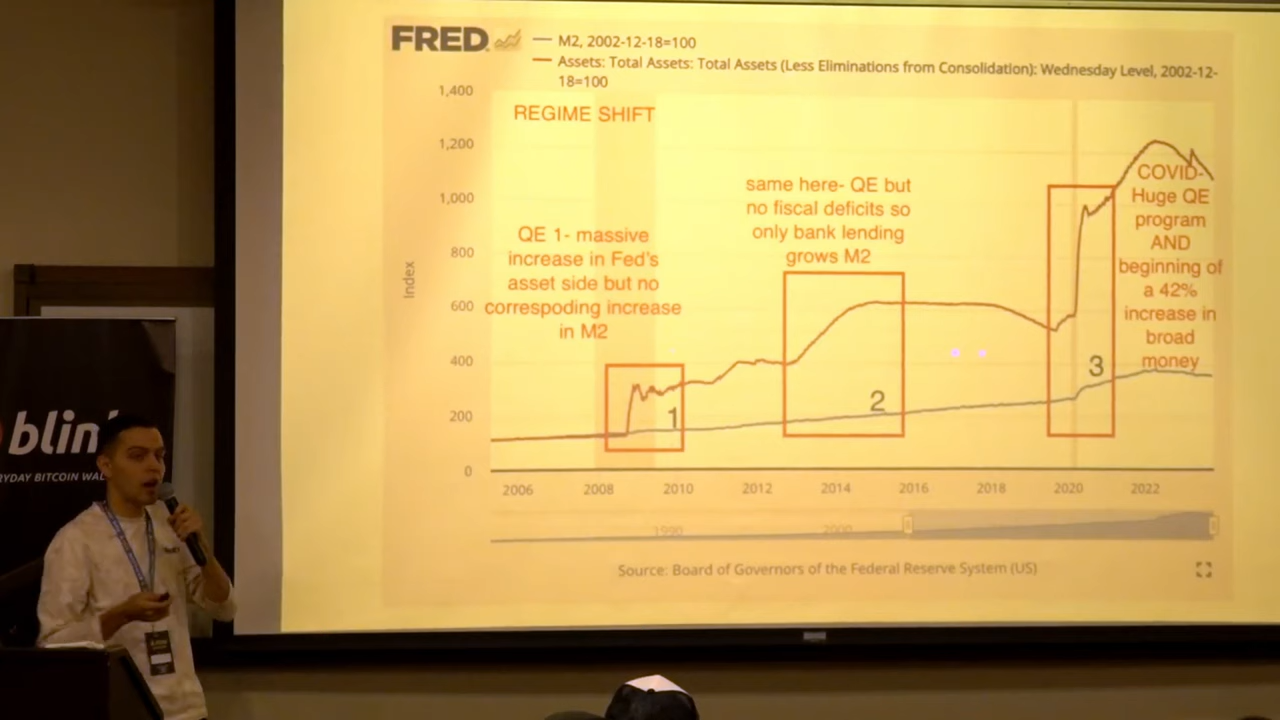 FRED
M2, 2002-12-18=100
Assets: Total Assets: Total Assets (Less Eliminations from Consolidation): Wednesday Level, 2002-12-
18=100
1,400
1,200
1,000
800
600
400
200
0
Index
REGIME SHIFT
QE 1- massive
increase in Fed's
asset side but no
correspoding increase
in M2
same here- QE but
no fiscal deficits so
only bank lending
grows M2
COVID-
Huge QE
program
AND
beginning of
a 42%
increase in
broad
money
1
2
3
2006 2008 2010 2012 2014 2016 2018 2020 2022
1990 2000
Source: Board of Governors of the Federal Reserve System (US)
BITCOIN